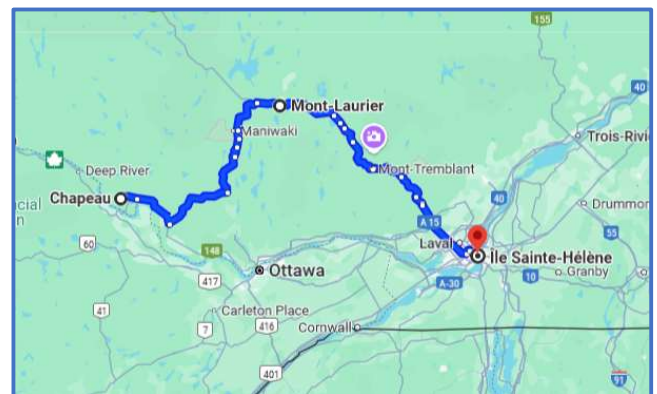 155
40
Mont-Laurier
Maniwaki
Trois-Rivi
Deep River
Mont-Tremblant
Chapeau
cial
n
40
Drummon
A 15
60
Laval
55
148
Île Sainte-Hélène
Ottawa
Granby
417
A-30
10
41
Carleton Place
7
416
Cornwall
401
91